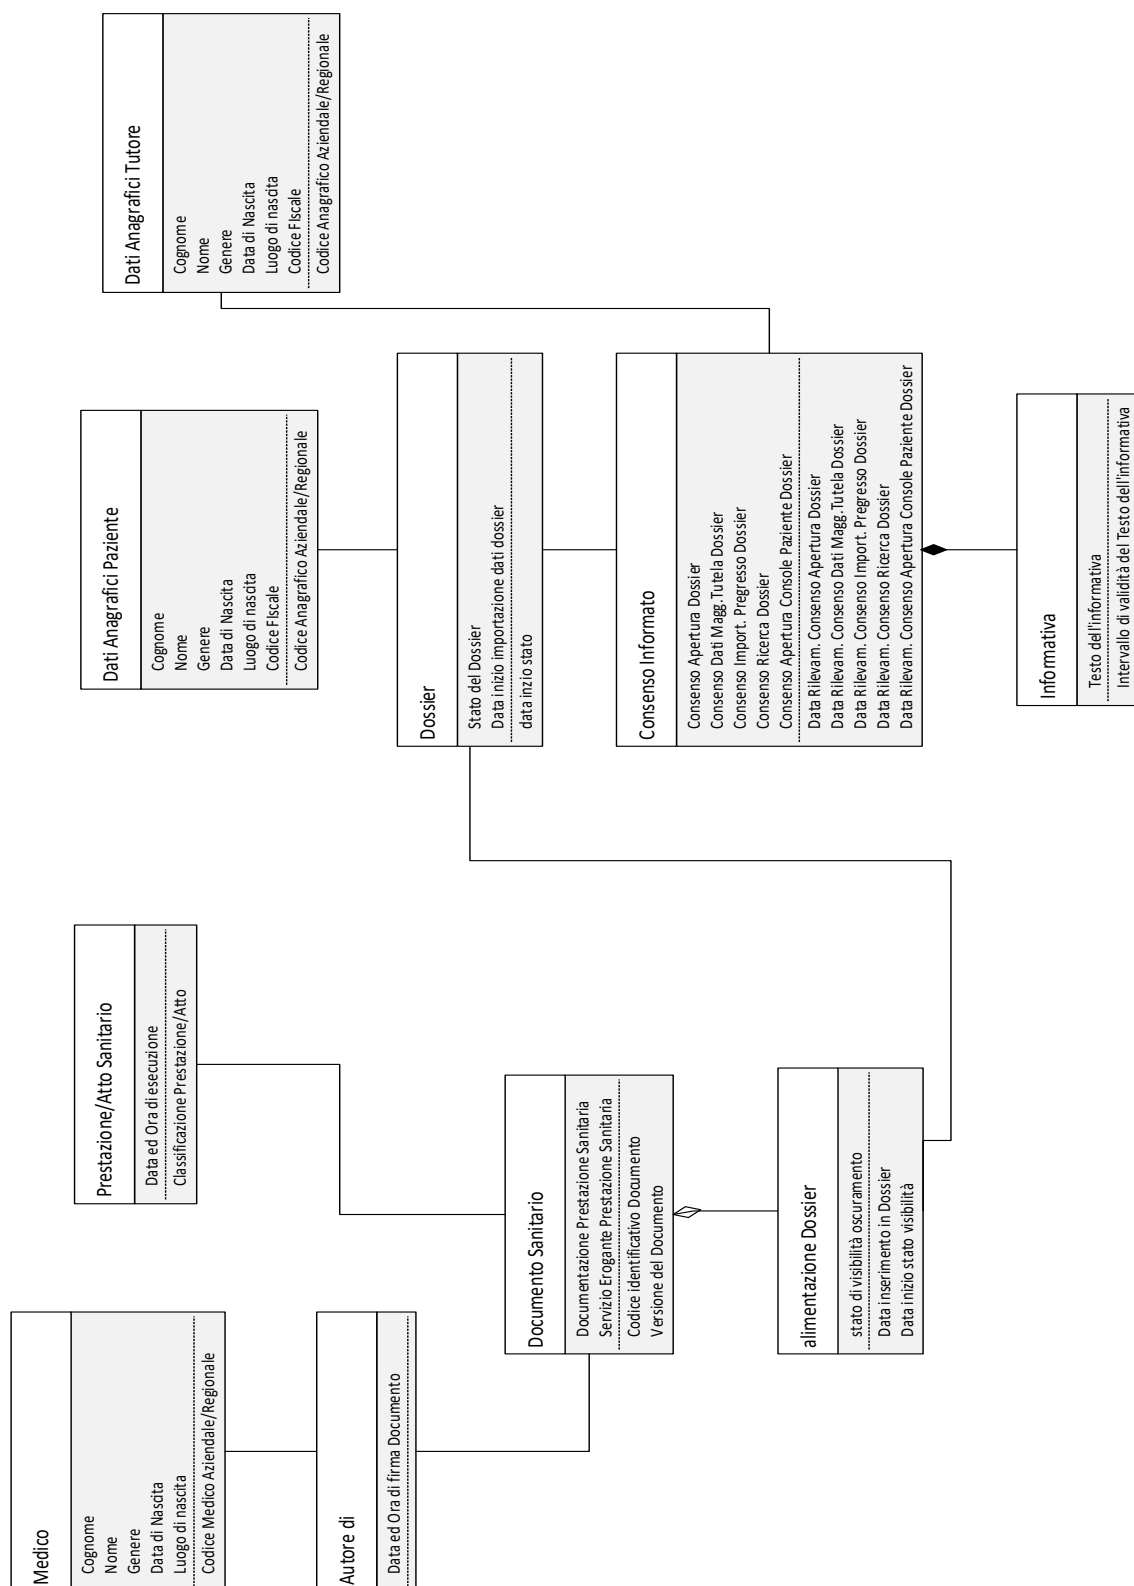 Medico
Cognome
Nome
Genere
Data di Nascita
Luogo di nascita
Codice Medico Aziendale/Regionale
Autore di
Data ed Ora di firma Documento
Prestazione/Atto Sanitario
Data ed Ora di esecuzione
Classificazione Prestazione/Atto
Documento Sanitario
Documentazione Prestazione Sanitaria
Servizio Erogante Prestazione Sanitaria
Codice identificativo Documento
Versione del Documento
alimentazione Dossier
stato di visibilità oscuramento
Data inserimento in Dossier
Data inizio stato visibilità
Dati Anagrafici Paziente
Cognome
Nome
Genere
Data di Nascita
Luogo di nascita
Codice FIscale
Codice Anagrafico Aziendale/Regionale
Dossier
Stato del Dossier
Data inizio importazione dati dossier
data inzio stato
Consenso Informato
Consenso Apertura Dossier
Consenso Dati Magg.Tutela Dossier
Consenso Import. Pregresso Dossier
Consenso Ricerca Dossier
Consenso Apertura Console Paziente Dossier
Data Rilevam. Consenso Apertura Dossier
Data Rilevam. Consenso Dati Magg.Tutela Dossier
Data Rilevam. Consenso Import. Pregresso Dossier
Data Rilevam. Consenso Ricerca Dossier
Data Rilevam. Consenso Apertura Console Paziente Dossier
Informativa
Testo dell'informativa
Intervallo di validità del Testo dell'informativa
Dati Anagrafici Tutore
Cognome
Nome
Genere
Data di Nascita
Luogo di nascita
Codice FIscale
Codice Anagrafico Aziendale/Regionale